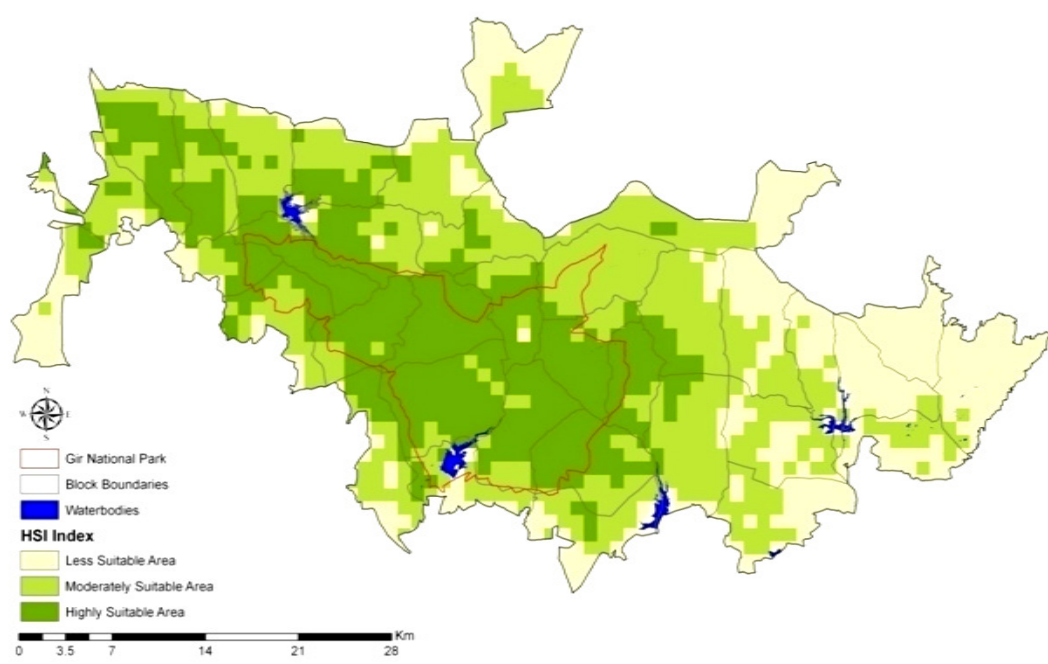 N
W E
S
Gir National Park
Block Boundaries
Waterbodies
HSI Index
Less Suitable Area
Moderately Suitable Area
Highly Suitable Area
Km
0 3.5 7 14 21 28